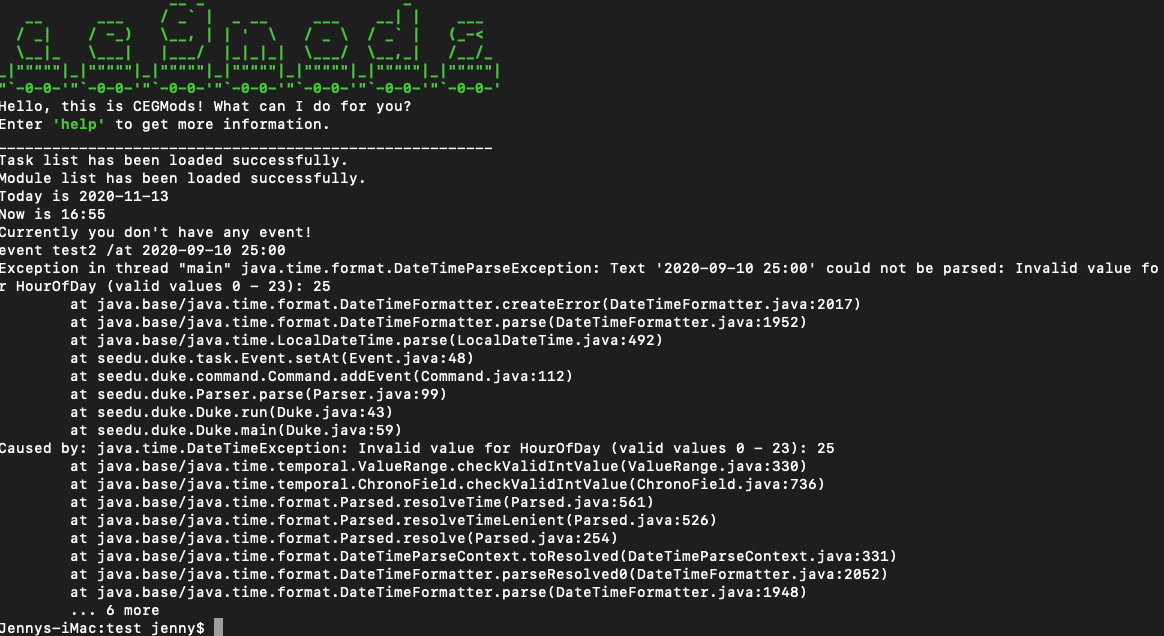 Hello, this is CEGMods! What can I do for you?
Enter 'help' to get more information.
Task list has been loaded successfully.
Module list has been loaded successfully.
Today is 2020-11-13
Now is 16:55
Currently you don't have any event!
event test2 /at 2020-09-10 25:00
Exception in thread "main" java.time.format.DateTimeParseException: Text '2020-09-10 25:00' could not be parsed: Invalid value fo
r HourOfDay (valid values 0 - 23): 25
at java.base/java.time.format.DateTimeFormatter.createError(DateTimeFormatter.java:2017)
at java.base/java.time.format.DateTimeFormatter.parse(DateTimeFormatter.java:1952)
at java.base/java.time.LocalDateTime.parse(LocalDateTime.java:492)
at seedu.duke.task.Event.setAt(Event.java:48)
at seedu.duke.command.Command.addEvent(Command.java:112)
at seedu.duke.Parser.parse(Parser.java:99)
at seedu.duke.Duke.run(Duke.java:43)
at seedu.duke.Duke.main(Duke.java:59)
Caused by: java.time.DateTimeException: Invalid value for HourOfDay (valid values 0 - 23): 25
at java.base/java.time.temporal.ValueRange.checkValidIntValue(ValueRange.java:330)
at java.base/java.time.temporal.ChronoField.checkValidIntValue(ChronoField.java:736)
at java.base/java.time.format.Parsed.resolveTime(Parsed.java:561)
at java.base/java.time.format.Parsed.resolveTimeLenient(Parsed.java:526)
at java.base/java.time.format.Parsed.resolve(Parsed.java:254)
at java.base/java.time.format.DateTimeParseContext.toResolved(DateTimeParseContext.java:331)
at java.base/java.time.format.DateTimeFormatter.parseResolved0(DateTimeFormatter.java:2052)
at java.base/java.time.format.DateTimeFormatter.parse(DateTimeFormatter.java:1948)
... 6 more
Jennys-iMac:test jenny$